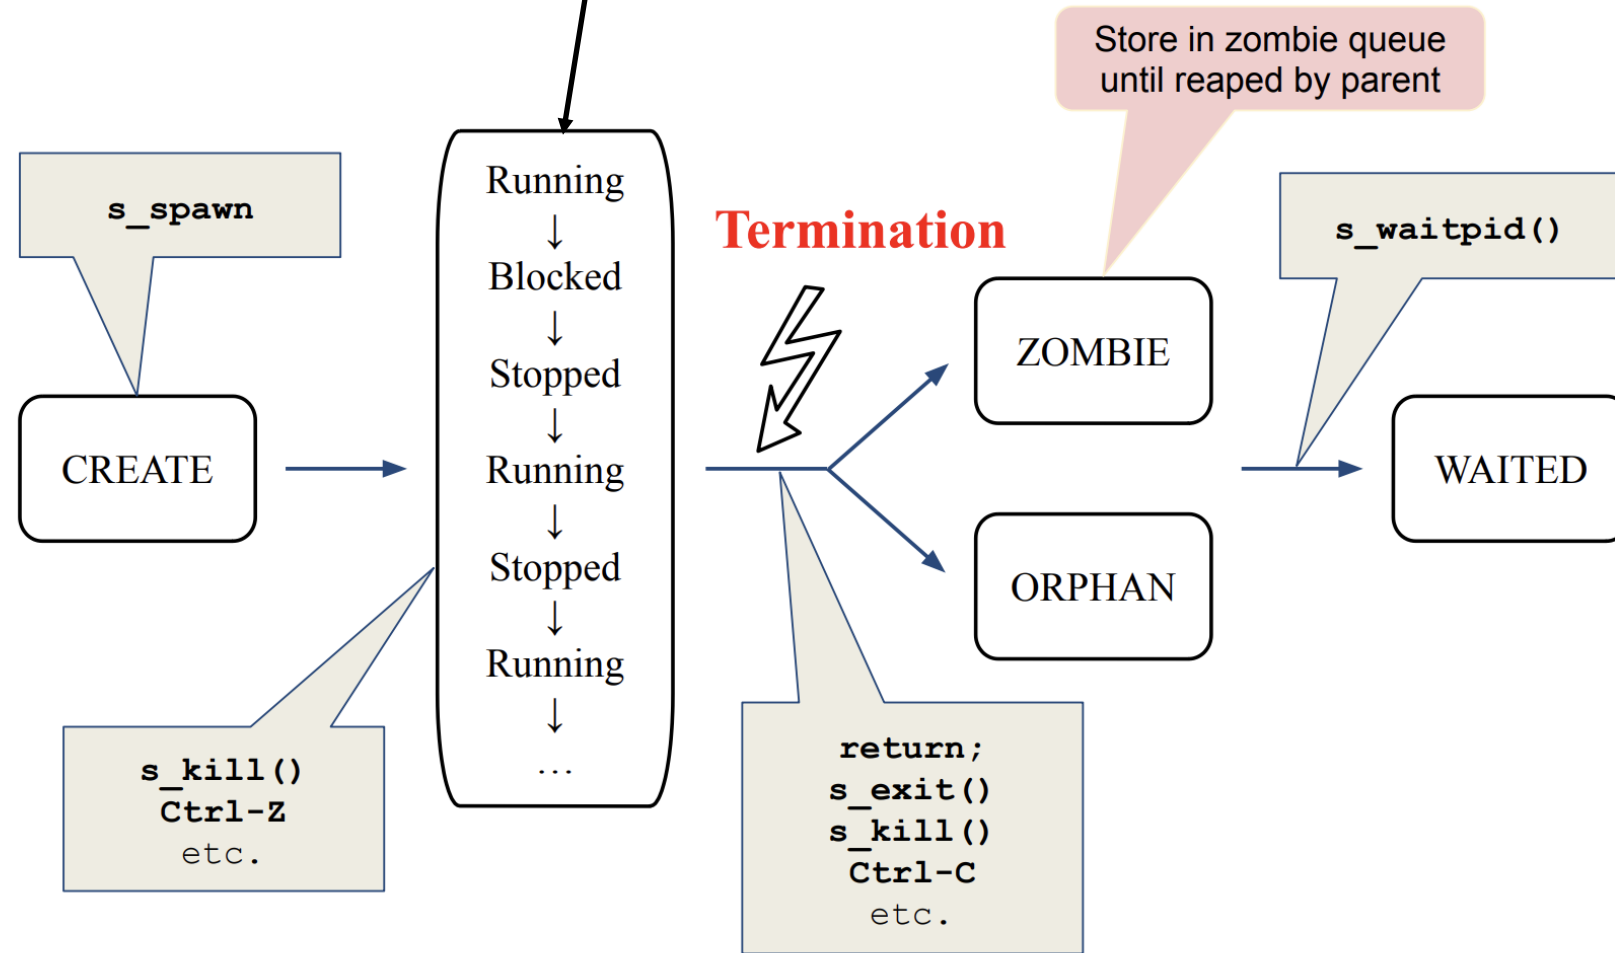 Store in zombie queue
until reaped by parent
s_spawn
Running
↓
Blocked
↓
Stopped
↓
Running
↓
Stopped
↓
Running
↓
...
Termination
s_waitpid()
CREATE
ZOMBIE
ORPHAN
WAITED
s_kill()
Ctrl-Z
etc.
return;
s_exit()
s_kill()
Ctrl-C
etc.